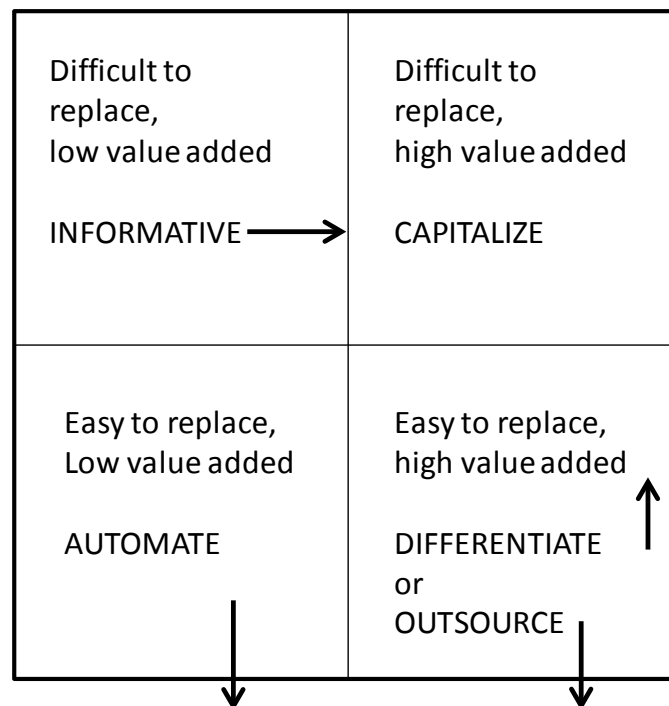 Difficult to
replace,
low value added
INFORMATIVE
Difficult to
replace,
high value added
CAPITALIZE
Easy to replace,
Low value added
AUTOMATE
Easy to replace,
high value added
DIFFERENTIATE
or
OUTSOURCE